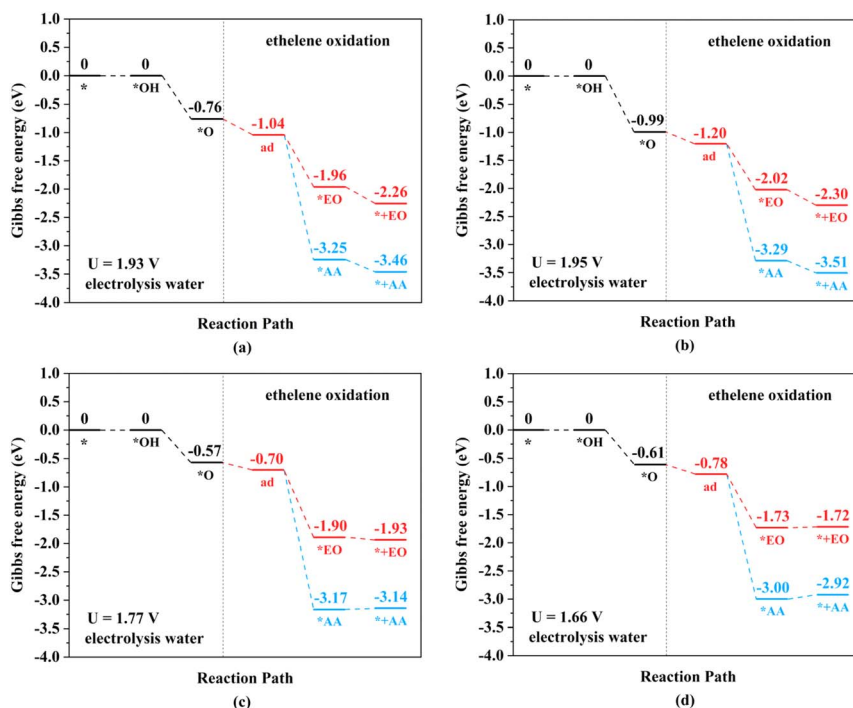 1.0
0.5
0.0
-0.5
-1.0
-1.5
-2.0
-2.5
-3.0
-3.5
-4.0
Gibbs free energy (eV)
ethelene oxidation
0
*
0
*OH
-0.76
*O
-1.04
ad
-1.96
*EO
-2.26
*+EO
-3.25
*AA
-3.46
*+AA
U = 1.93 V
electrolysis water
Reaction Path
(a)
1.0
0.5
0.0
-0.5
-1.0
-1.5
-2.0
-2.5
-3.0
-3.5
-4.0
Gibbs free energy (eV)
ethelene oxidation
0
*
0
*OH
-0.99
*O
-1.20
ad
-2.02
*EO
-2.30
*+EO
-3.29
*AA
-3.51
*+AA
U = 1.95 V
electrolysis water
Reaction Path
(b)
1.0
0.5
0.0
-0.5
-1.0
-1.5
-2.0
-2.5
-3.0
-3.5
-4.0
Gibbs free energy (eV)
ethelene oxidation
0
*
0
*OH
-0.57
*O
-0.70
ad
-1.90
*EO
-1.93
*+EO
-3.17
*AA
-3.14
*+AA
U = 1.77 V
electrolysis water
Reaction Path
(c)
1.0
0.5
0.0
-0.5
-1.0
-1.5
-2.0
-2.5
-3.0
-3.5
-4.0
Gibbs free energy (eV)
ethelene oxidation
0
*
0
*OH
-0.61
*O
-0.78
ad
-1.73
*EO
-1.72
*+EO
-3.00
*AA
-2.92
*+AA
U = 1.66 V
electrolysis water
Reaction Path
(d)